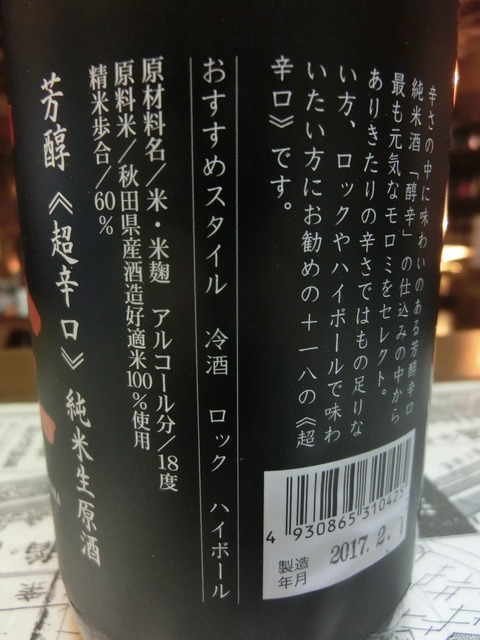 辛さの中に味わいのある芳醇辛口
純米酒「醇辛」の仕込みの中から
最も元気なモロミをセレクト。
ありきたりの辛さではもの足りな
い方、ロックやハイボールで味わ
いたい方にお勧めの十一八の《超
辛口》です。
おすすめスタイル 冷酒 ロック ハイボール
原材料名/米・米麹 アルコール分/18度
原料米/秋田県産酒造好適米100%使用
精米歩合/60%
芳醇《超辛口》純米生原酒
4 930865 310425
製造年月
2017. 2.